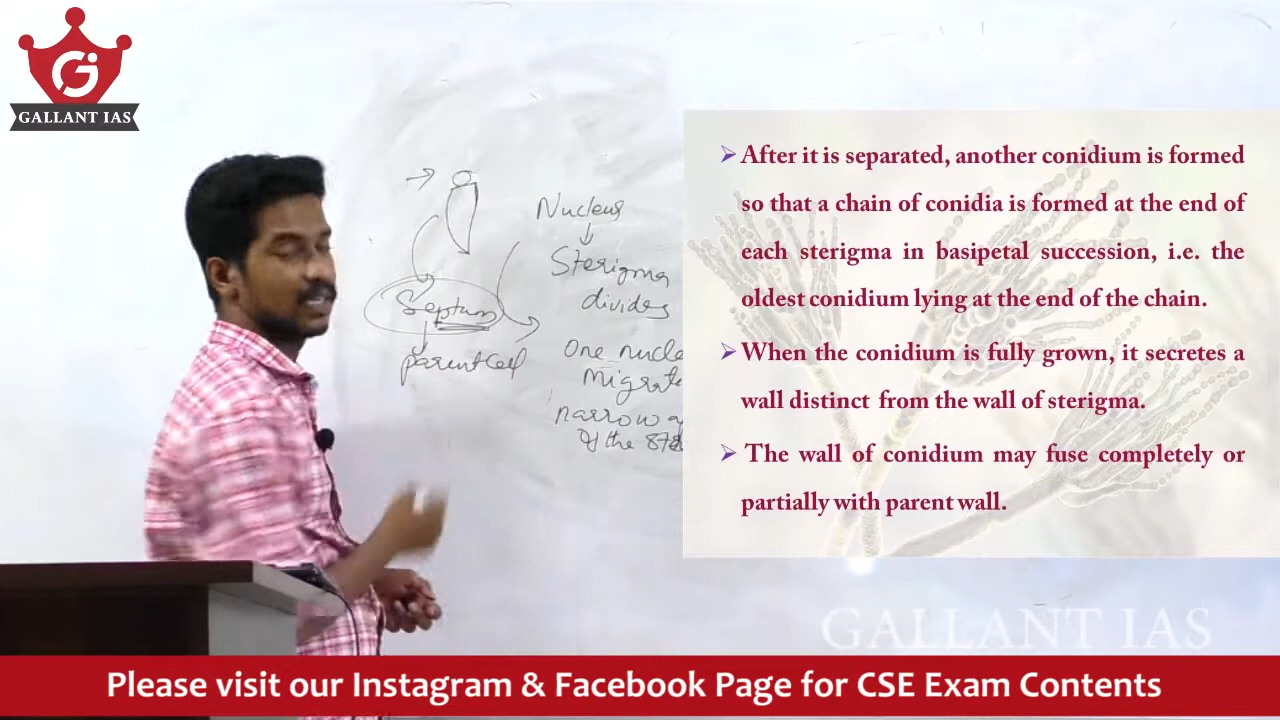 GALLANT IAS
Nucleus
Sterigma
divides
Septum
parent cell
One nucle
Migrat
narrow
of the
➢ After it is separated, another conidium is formed
so that a chain of conidia is formed at the end of
each sterigma in basipetal succession, i.e. the
oldest conidium lying at the end of the chain.
➢ When the conidium is fully grown, it secretes a
wall distinct from the wall of sterigma.
➢ The wall of conidium may fuse completely or
partially with parent wall.
GALLANT IAS
Please visit our Instagram & Facebook Page for CSE Exam Contents